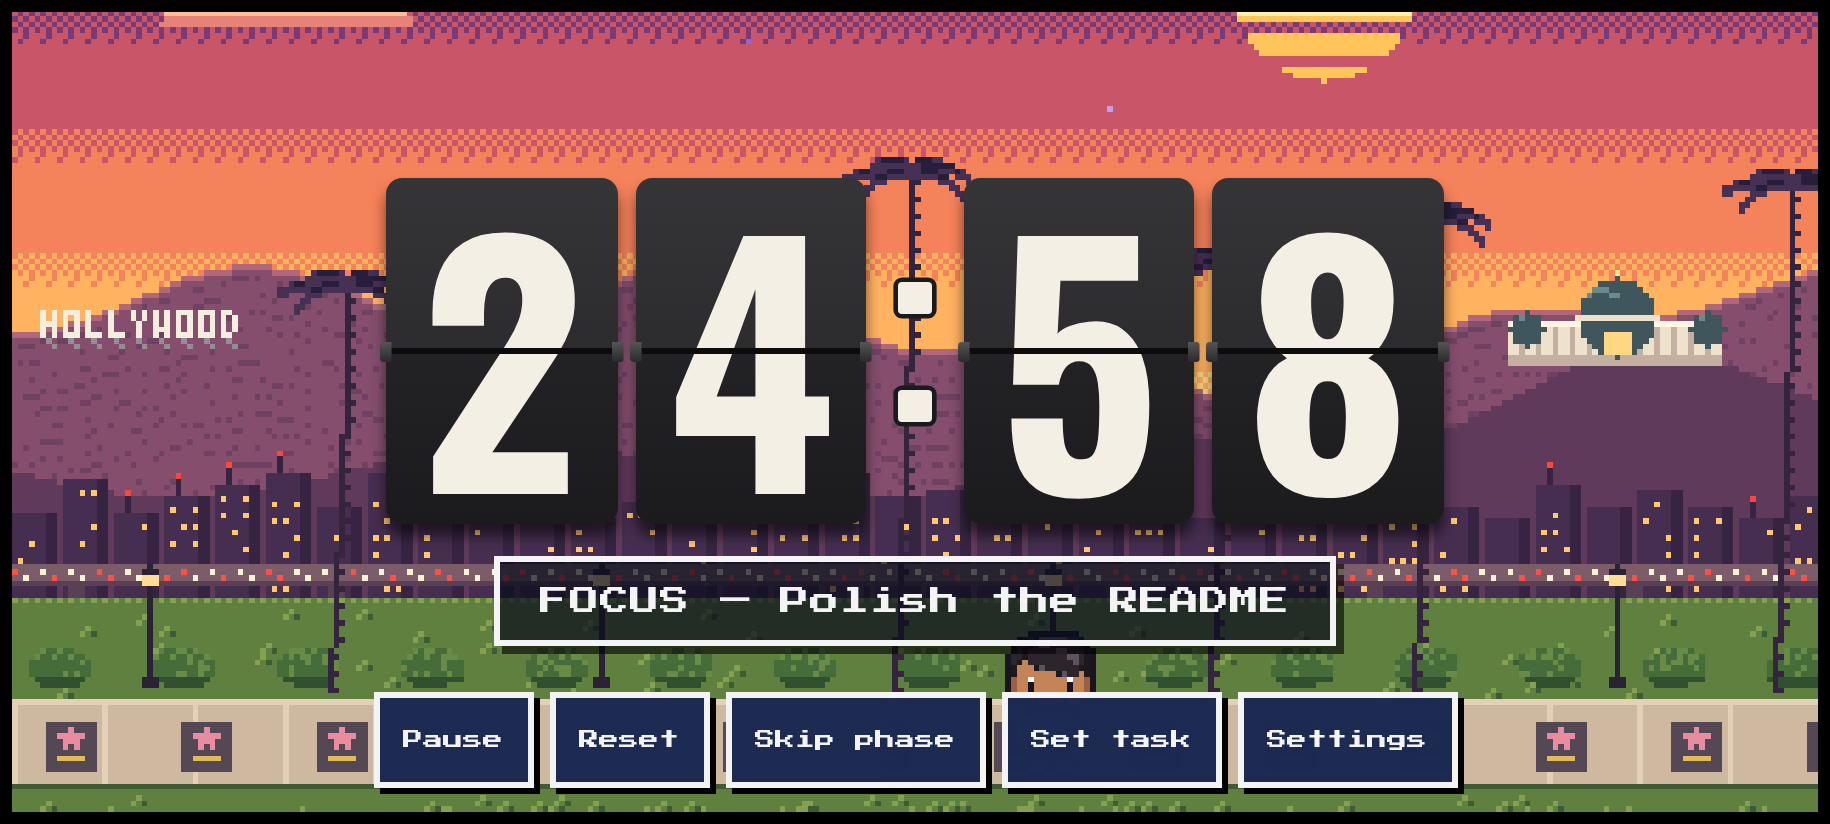 HOLLYWOOD
24:58
FOCUS — Polish the README
Pause
Reset
Skip phase
Set task
Settings